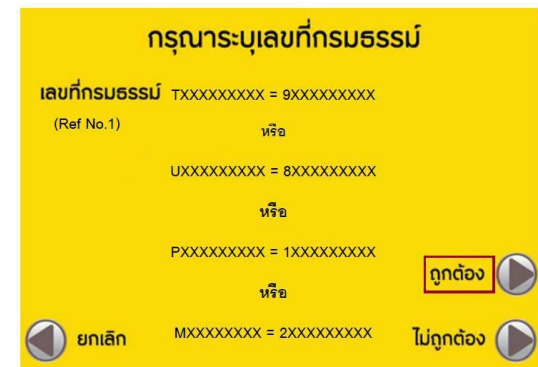 กรุณาระบุเลขที่กรมธรรม์
เลขที่กรมธรรม์ TXXXXXXXXX = 9XXXXXXXXX
(Ref No.1)
หรือ
UXXXXXXXXX = 8XXXXXXXXX
หรือ
PXXXXXXXXX = 1XXXXXXXXX
ถูกต้อง
หรือ
ยกเลิก
MXXXXXXXX = 2XXXXXXXXX
ไม่ถูกต้อง